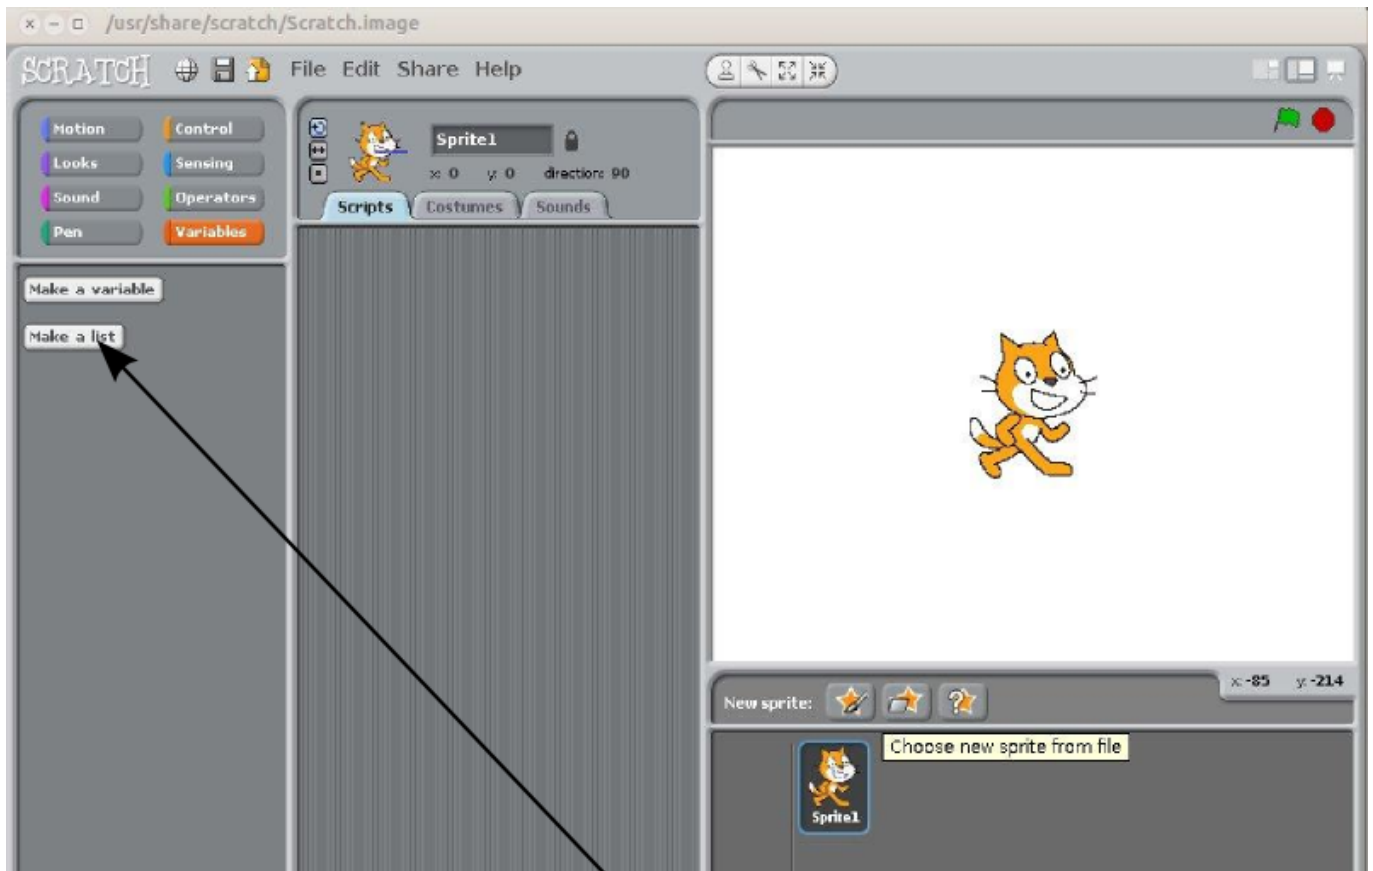 /usr/share/scratch/Scratch.image
SCRATCH File Edit Share Help
Motion Control
Looks Sensing
Sound Operators
Pen Variables
Sprite1
x: 0 y: 0 direction: 90
Scripts Costumes Sounds
Make a variable
Make a list
x: -85 y: -214
New sprite:
Choose new sprite from file
Sprite1